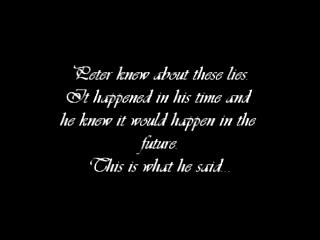 Peter knew about these lies.
It happened in his time and
he knew it would happen in the
future.
This is what he said...